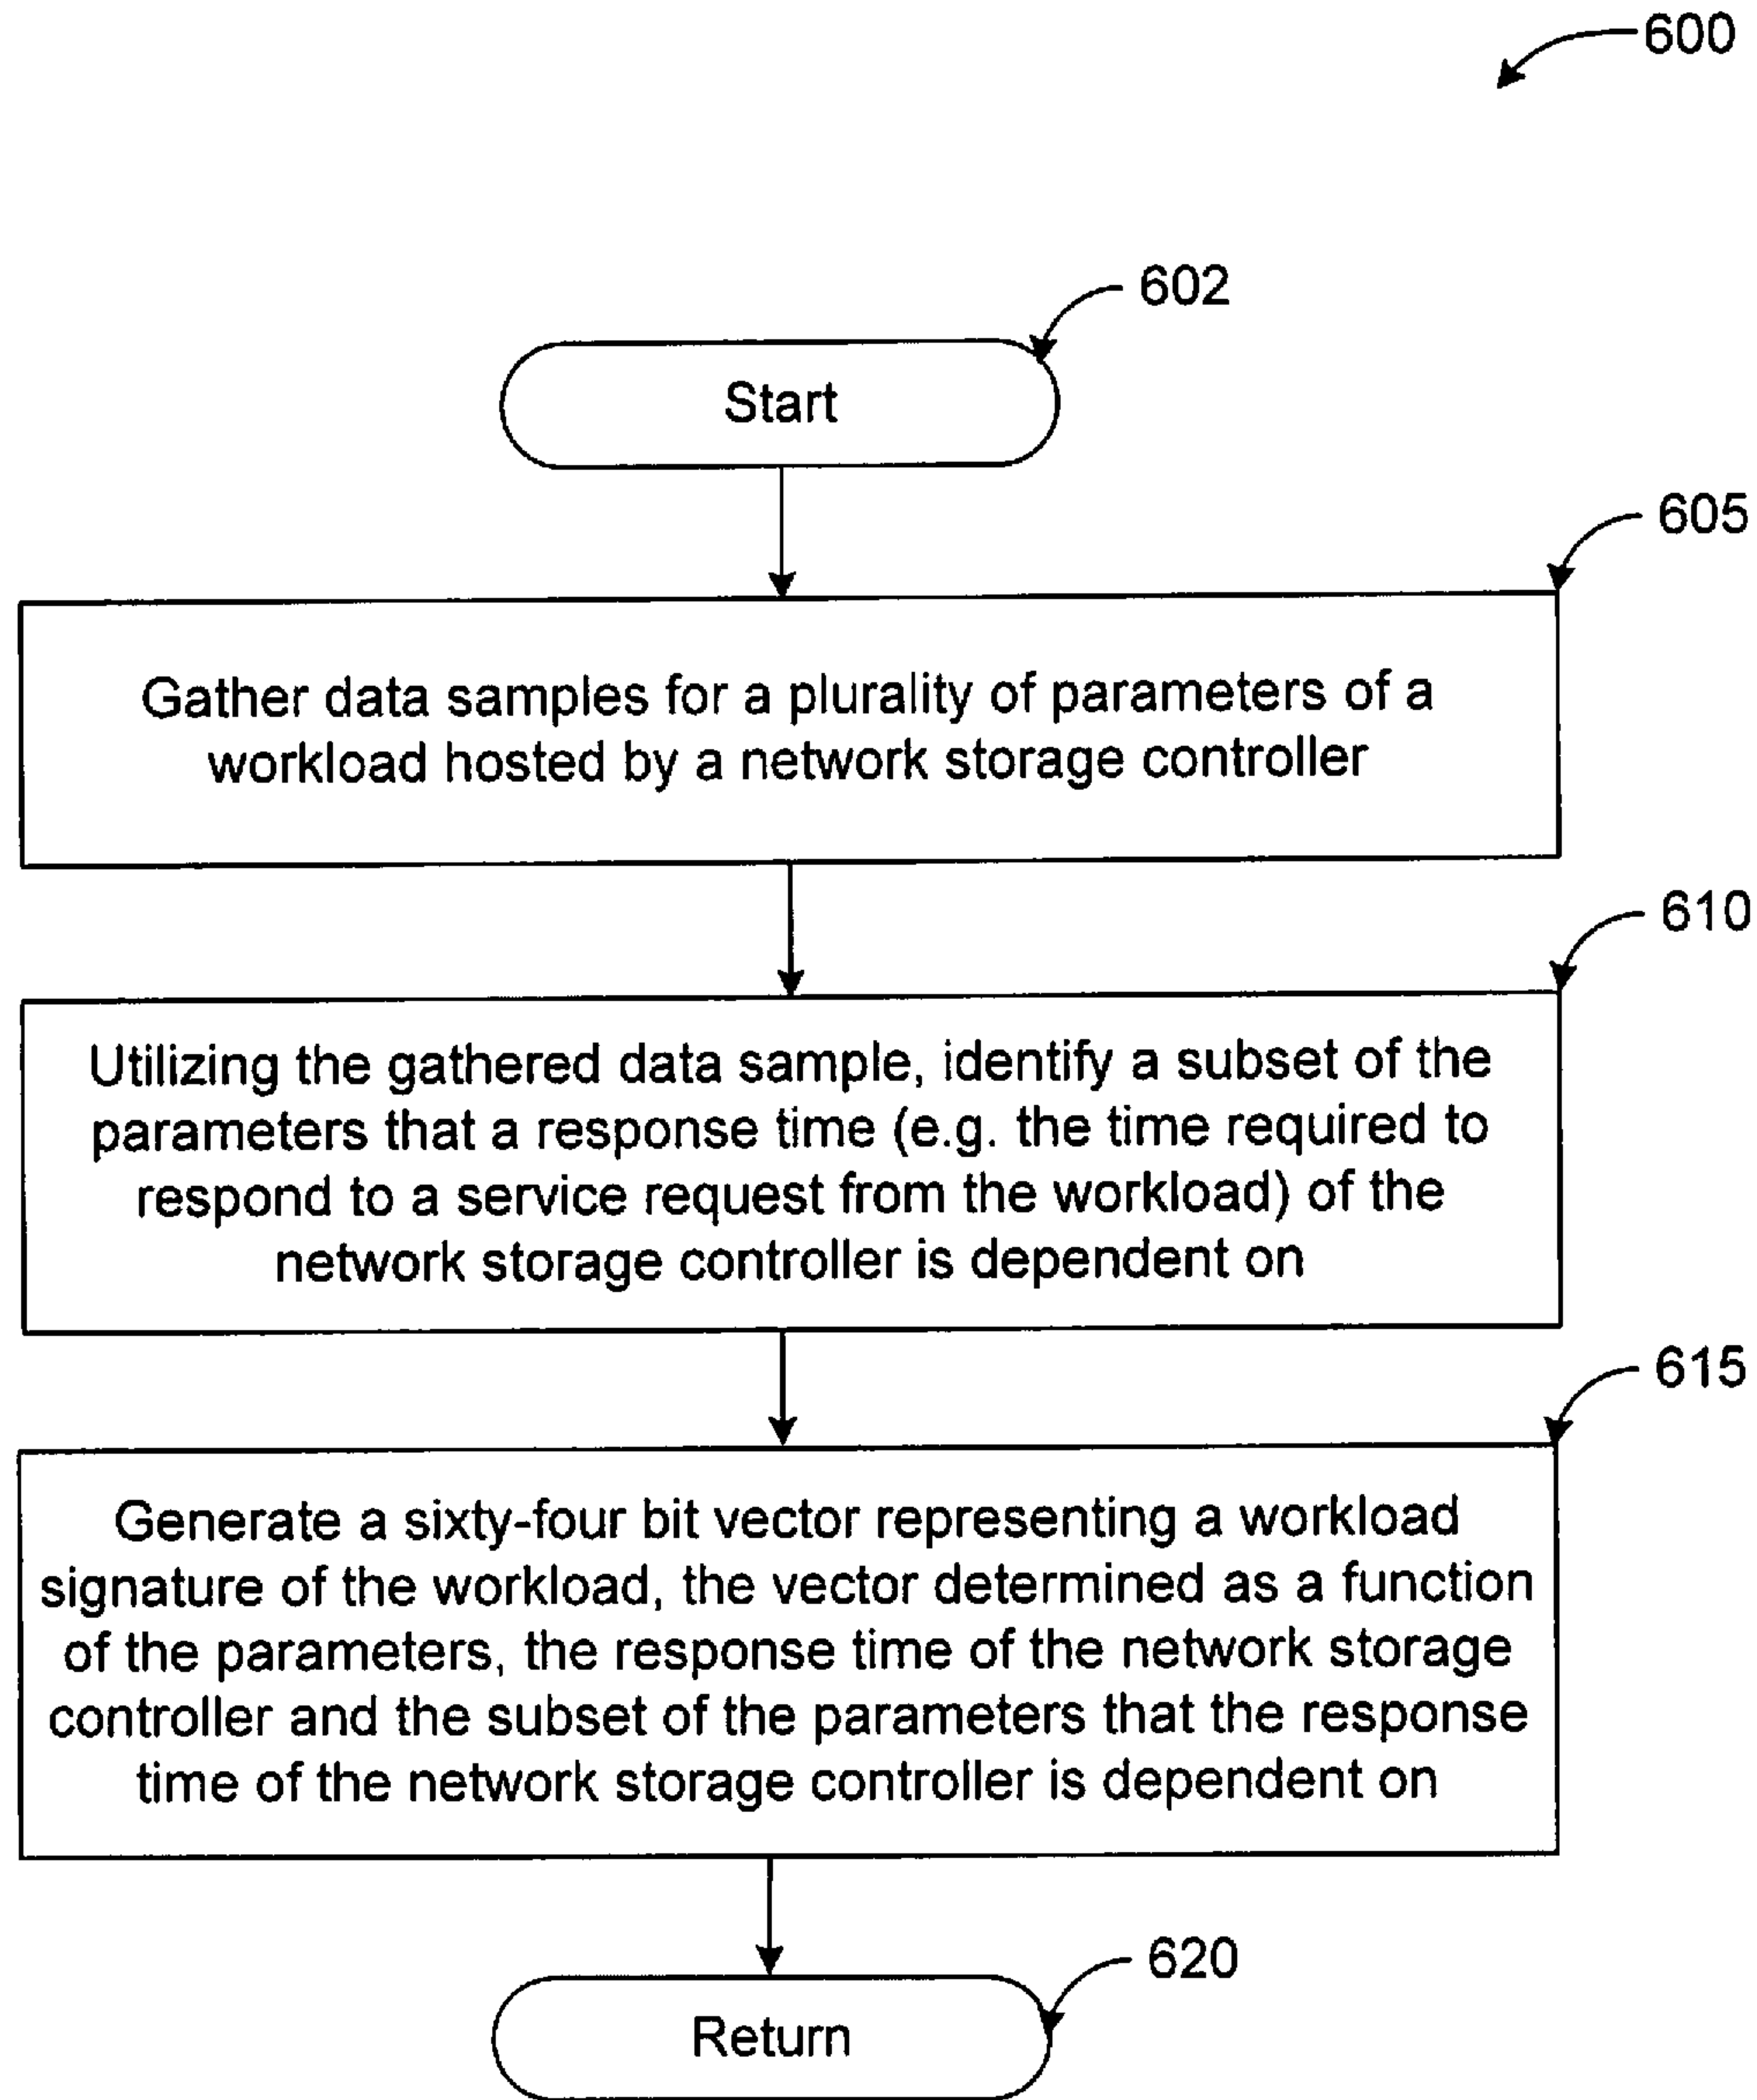 600
602
Start
605
Gather data samples for a plurality of parameters of a
workload hosted by a network storage controller
610
Utilizing the gathered data sample, identify a subset of the
parameters that a response time (e.g. the time required to
respond to a service request from the workload) of the
network storage controller is dependent on
615
Generate a sixty-four bit vector representing a workload
signature of the workload, the vector determined as a function
of the parameters, the response time of the network storage
controller and the subset of the parameters that the response
time of the network storage controller is dependent on
620
Return